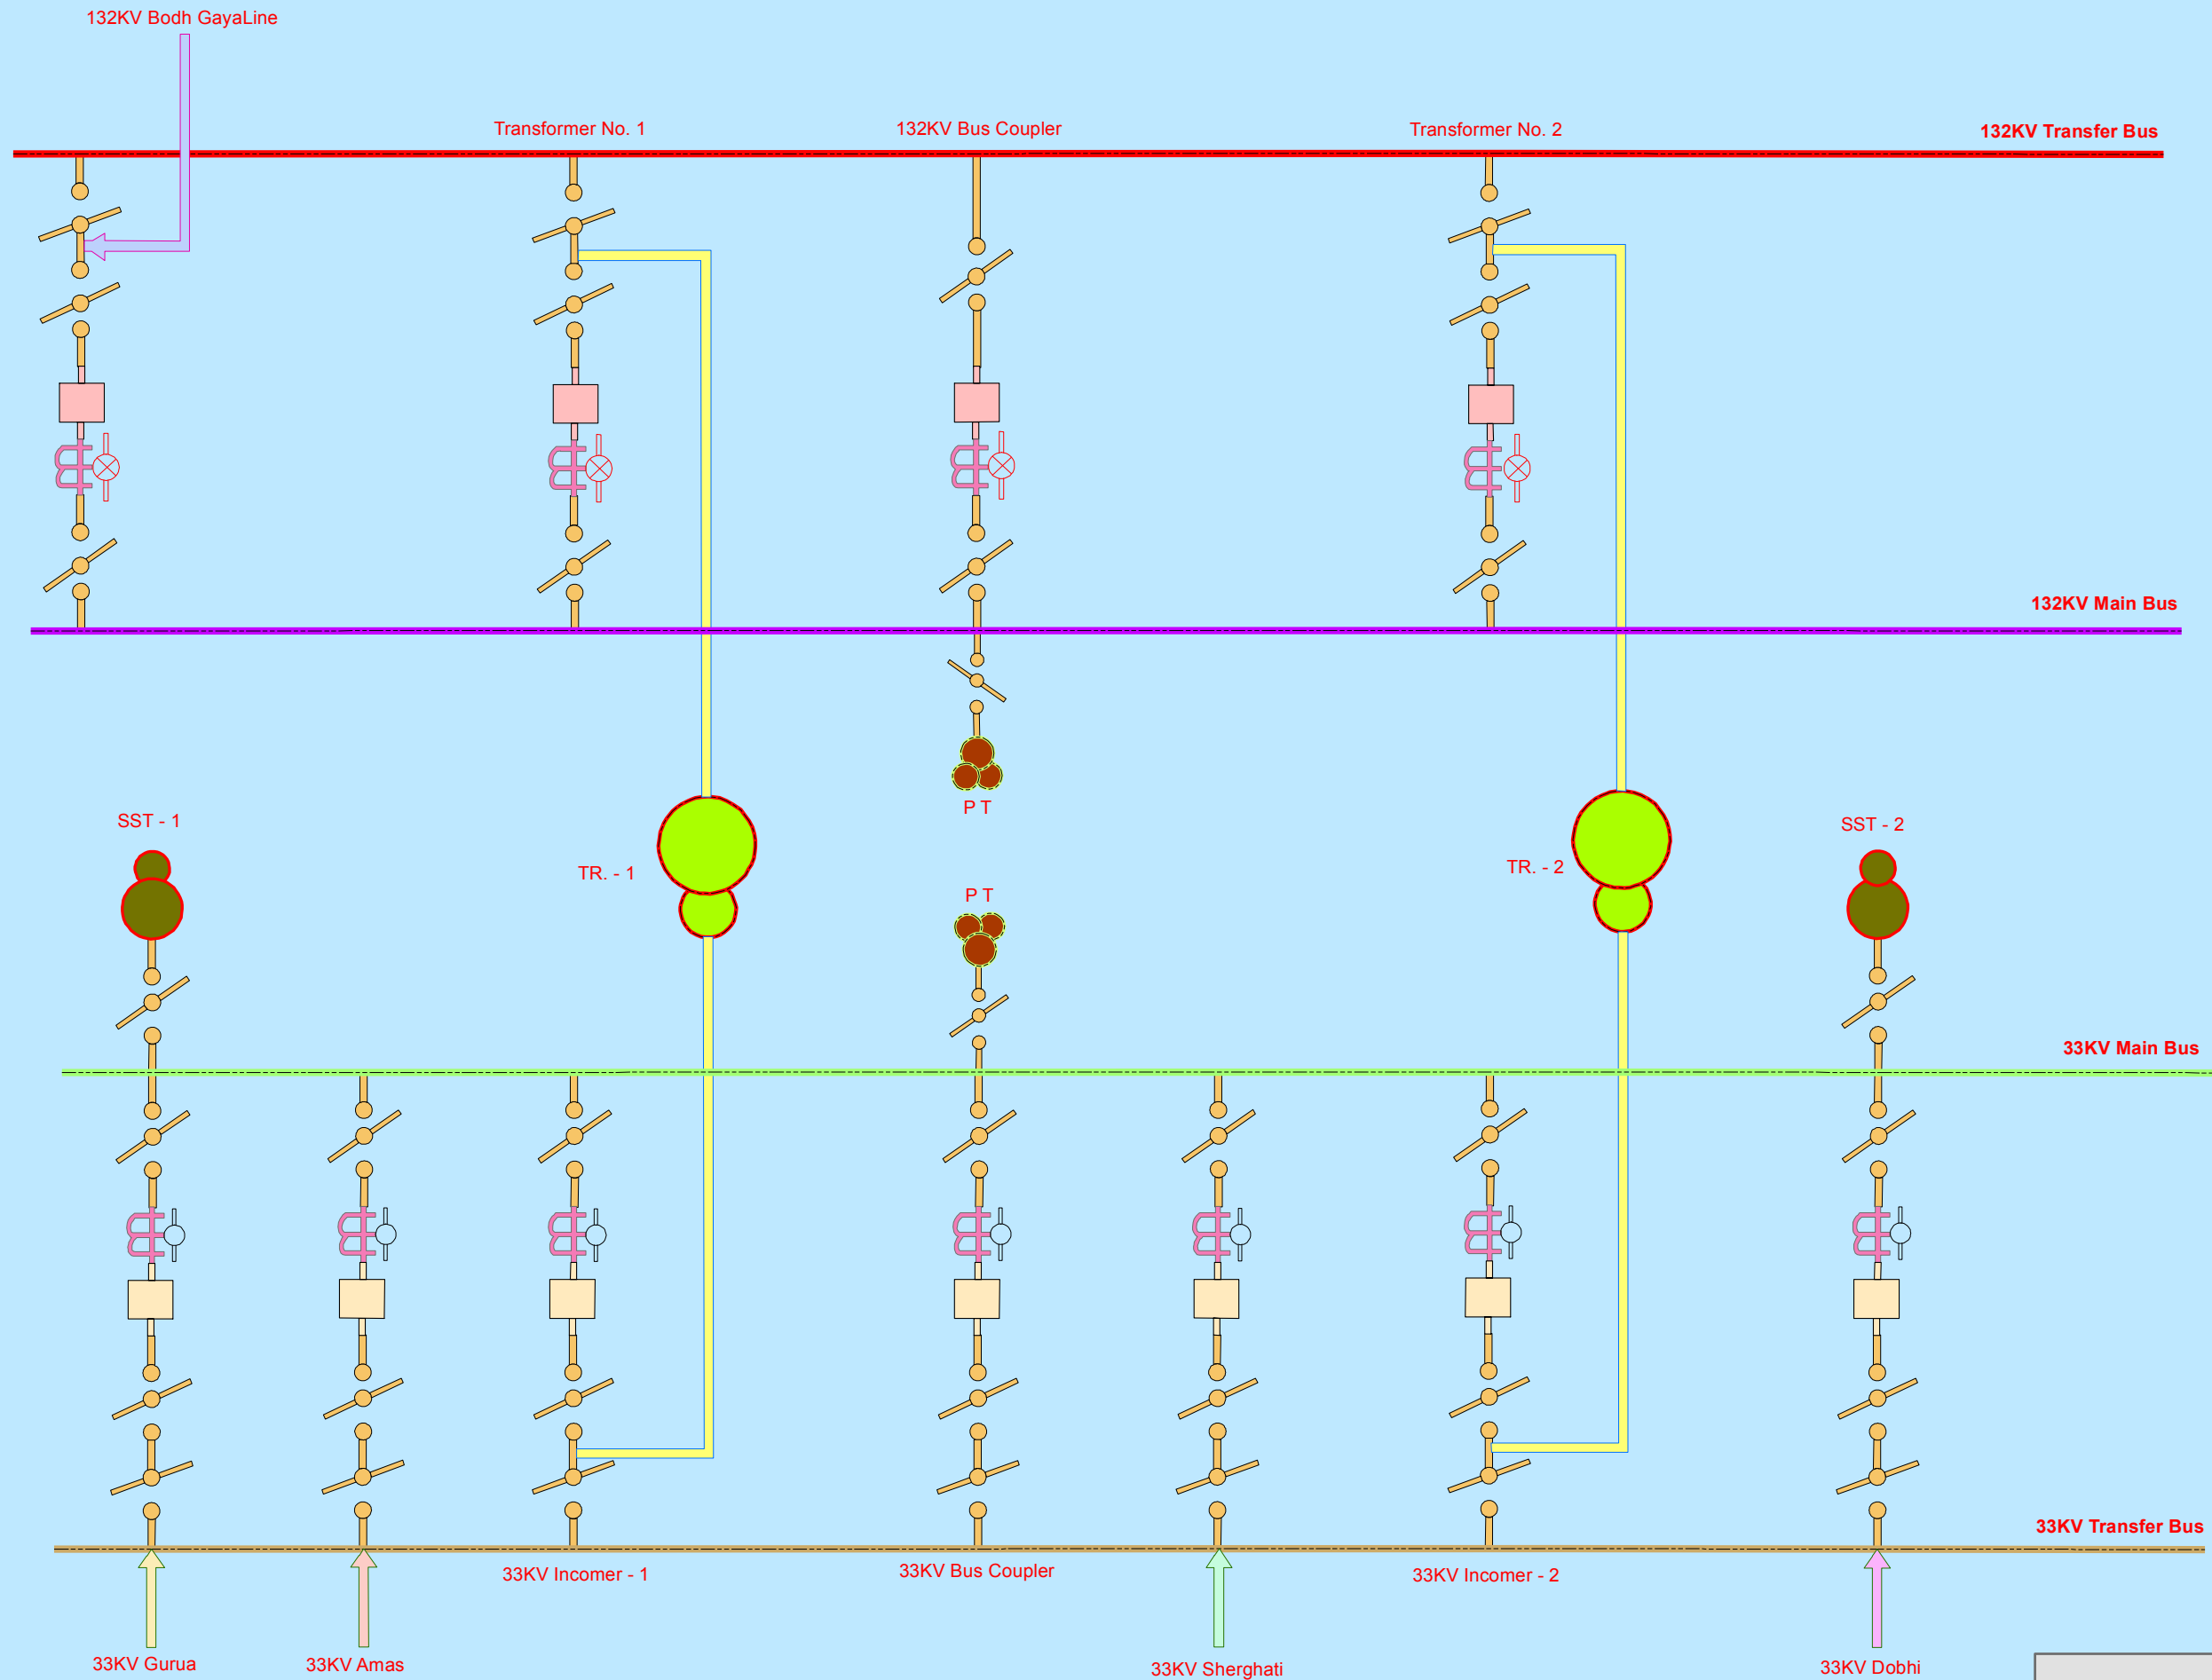 132KV Bodh GayaLine
Transformer No. 1
132KV Bus Coupler
Transformer No. 2
132KV Transfer Bus
132KV Main Bus
P T
SST - 1
TR. - 1
TR. - 2
SST - 2
P T
33KV Main Bus
33KV Transfer Bus
33KV Incomer - 1
33KV Bus Coupler
33KV Incomer - 2
33KV Gurua
33KV Amas
33KV Sherghati
33KV Dobhi